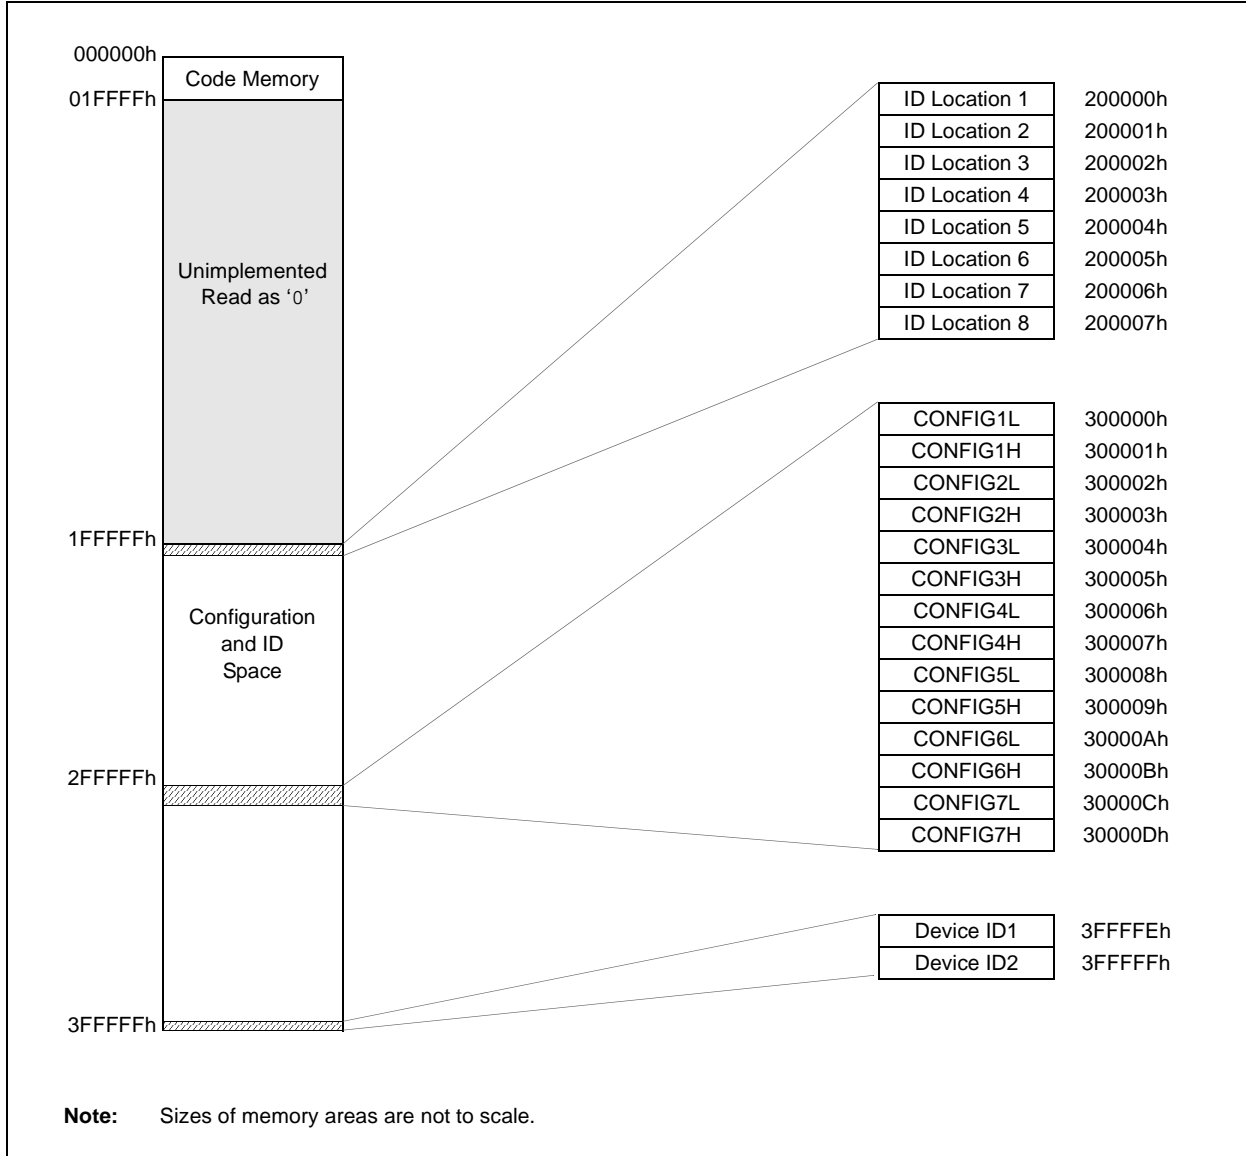 000000h
Code Memory
01FFFFh
Unimplemented
Read as ‘0’
1FFFFFh
Configuration
and ID
Space
2FFFFFh
3FFFFFh
ID Location 1 200000h
ID Location 2 200001h
ID Location 3 200002h
ID Location 4 200003h
ID Location 5 200004h
ID Location 6 200005h
ID Location 7 200006h
ID Location 8 200007h
CONFIG1L 300000h
CONFIG1H 300001h
CONFIG2L 300002h
CONFIG2H 300003h
CONFIG3L 300004h
CONFIG3H 300005h
CONFIG4L 300006h
CONFIG4H 300007h
CONFIG5L 300008h
CONFIG5H 300009h
CONFIG6L 30000Ah
CONFIG6H 30000Bh
CONFIG7L 30000Ch
CONFIG7H 30000Dh
Device ID1 3FFFFEh
Device ID2 3FFFFFh
Note: Sizes of memory areas are not to scale.